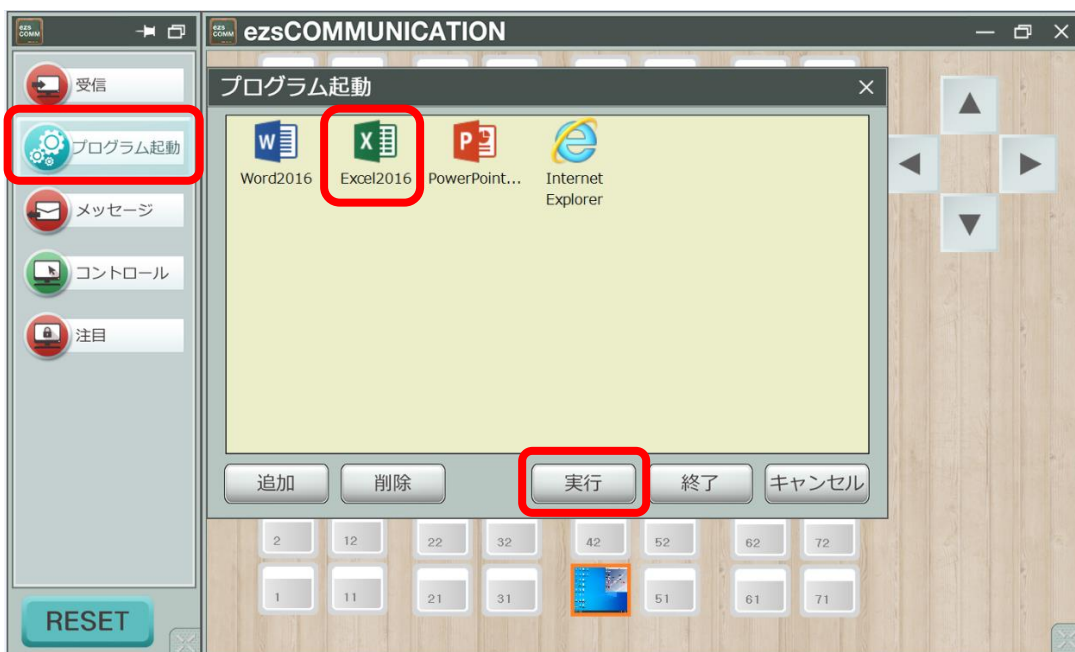 ezs
COMM
受信
プログラム起動
メッセージ
コントロール
注目
RESET
ezs
COMM
ezsCOMMUNICATION
プログラム起動
Word2016
Excel2016
PowerPoint...
Internet
Explorer
追加
削除
実行
終了
キャンセル
2
12
22
32
42
52
62
72
1
11
21
31
51
61
71